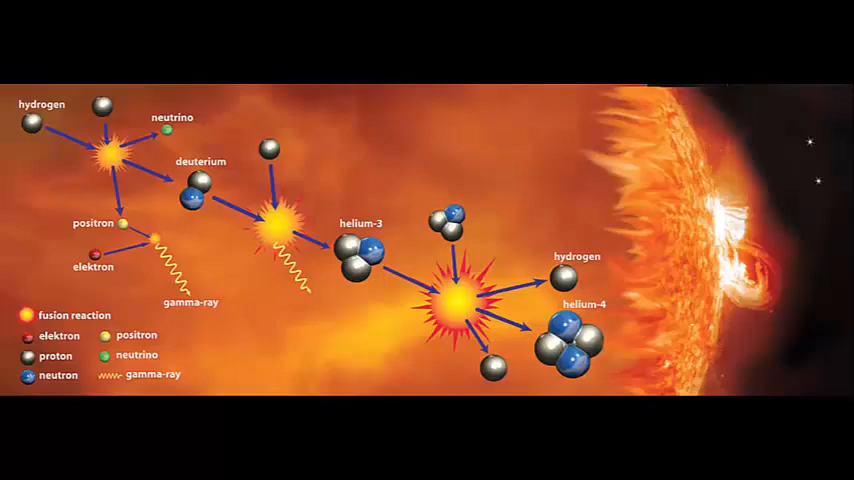 hydrogen
neutrino
deuterium
positron
elektron
gamma-ray
helium-3
hydrogen
helium-4
fusion reaction
elektron
positron
proton
neutrino
neutron
gamma-ray